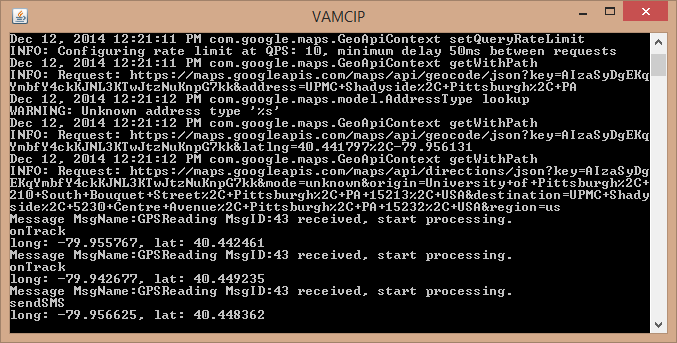 VAMCIP
Dec 12, 2014 12:21:11 PM com.google.maps.GeoApiContext setQueryRateLimit
INFO: Configuring rate limit at QPS: 10, minimum delay 50ms between requests
Dec 12, 2014 12:21:11 PM com.google.maps.GeoApiContext getWithPath
INFO: Request: https://maps.googleapis.com/maps/api/geocode/json?key=AIzaSyDgEKq
YmbfY4ckKJNL3KTwJtzNuKnpG7kk&address=UPMC+Shadyside%2C+Pittsburgh%2C+PA
Dec 12, 2014 12:21:12 PM com.google.maps.model.AddressType lookup
WARNING: Unknown address type '%s'
Dec 12, 2014 12:21:12 PM com.google.maps.GeoApiContext getWithPath
INFO: Request: https://maps.googleapis.com/maps/api/geocode/json?key=AIzaSyDgEKq
YmbfY4ckKJNL3KTwJtzNuKnpG7kk&latlng=40.441797%2C-79.956131
Dec 12, 2014 12:21:12 PM com.google.maps.GeoApiContext getWithPath
INFO: Request: https://maps.googleapis.com/maps/api/directions/json?key=AIzaSyDg
EKqYmbfY4ckKJNL3KTwJtzNuKnpG7kk&mode=unknown&origin=University+of+Pittsburgh%2C+
210+South+Bouquet+Street%2C+Pittsburgh%2C+PA+15213%2C+USA&destination=UPMC+Shady
side%2C+5230+Centre+Avenue%2C+Pittsburgh%2C+PA+15232%2C+USA&region=us
Message MsgName:GPSReading MsgID:43 received, start processing.
onTrack
long: -79.955767, lat: 40.442461
Message MsgName:GPSReading MsgID:43 received, start processing.
onTrack
long: -79.942677, lat: 40.449235
Message MsgName:GPSReading MsgID:43 received, start processing.
sendSMS
long: -79.956625, lat: 40.448362